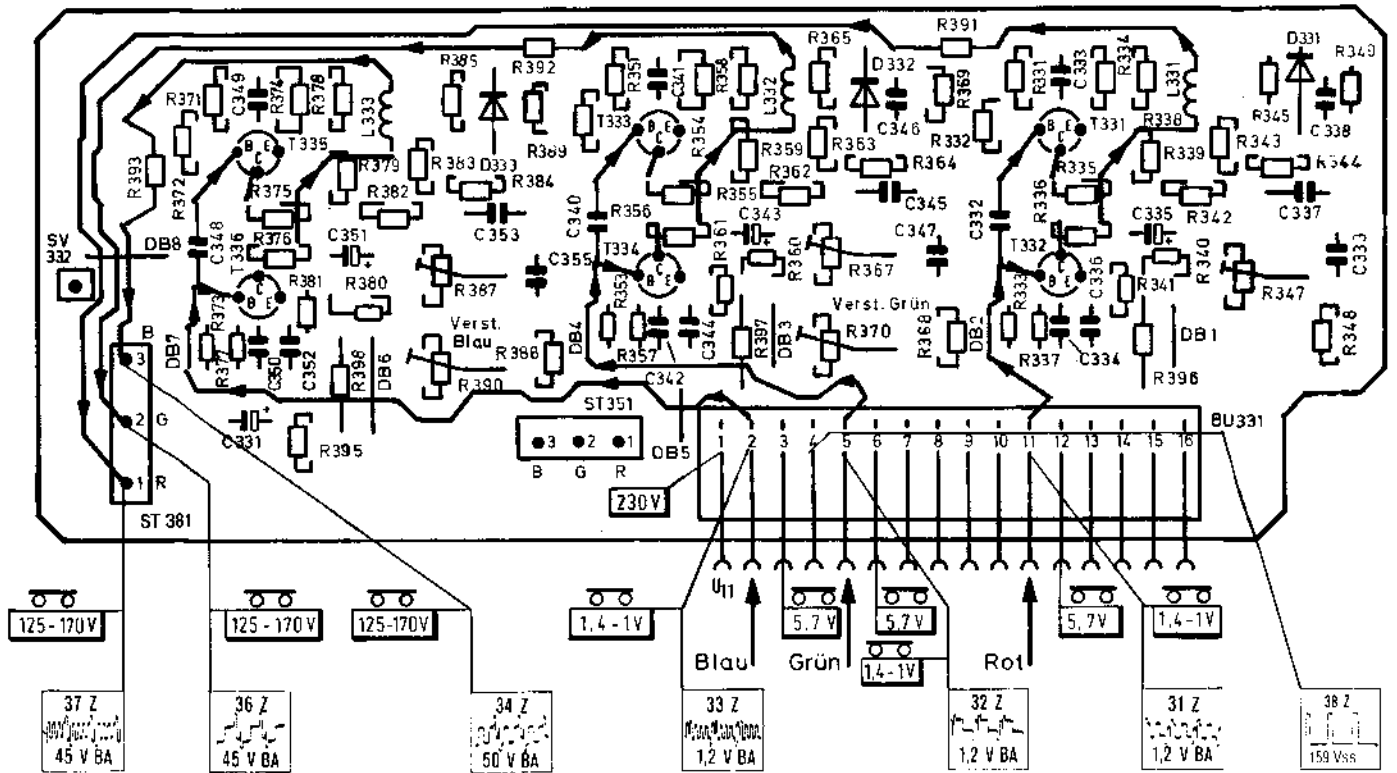 R391
R392
R385
R351
C341
R358
L332
R365
D332
R369
R331
C333
R334
L331
D331
R349
R371
C349
R374
R378
L333
T335
B E
C
T333
B E
C
R354
C346
R332
T331
B E
C
R338
R345
C338
R393
R372
R375
R379
R383
D333
R389
R384
R382
R359
R363
R364
R355
R362
R335
R339
R343
R344
R336
C345
C332
R342
C337
SV
332
DB8
C348
R376
T336
C351
+
C353
C340
R356
R361
C343
+
R360
C347
T334
C
B E
T332
C
B E
C335
+
R340
C333
C
B E
R373
R381
R380
R387
C355
R353
R367
R333
C336
R341
R347
Verst.
Blau
Verst. Grün
B
DB7
R377
C350
C352
R398
DB6
R390
R388
DB4
R357
C344
C342
R397
DB3
R370
R368
DB2
R337
C334
R396
DB1
R348
3
2 G
1 R
ST 381
C331
+
R395
ST351
3 2 1
B G R
DB5
BU331
1 2 3 4 5 6 7 8 9 10 11 12 13 14 15 16
230V
U11
125-170V
125-170V
125-170V
1,4-1V
5.7 V
5,7V
5,7V
1,4-1V
1,4-1V
Blau
Grün
Rot
37 Z
45 V BA
36 Z
45 V BA
34 Z
50 V BA
33 Z
1,2 V BA
32 Z
1,2 V BA
31 Z
1,2 V BA
38 Z
159 Vss